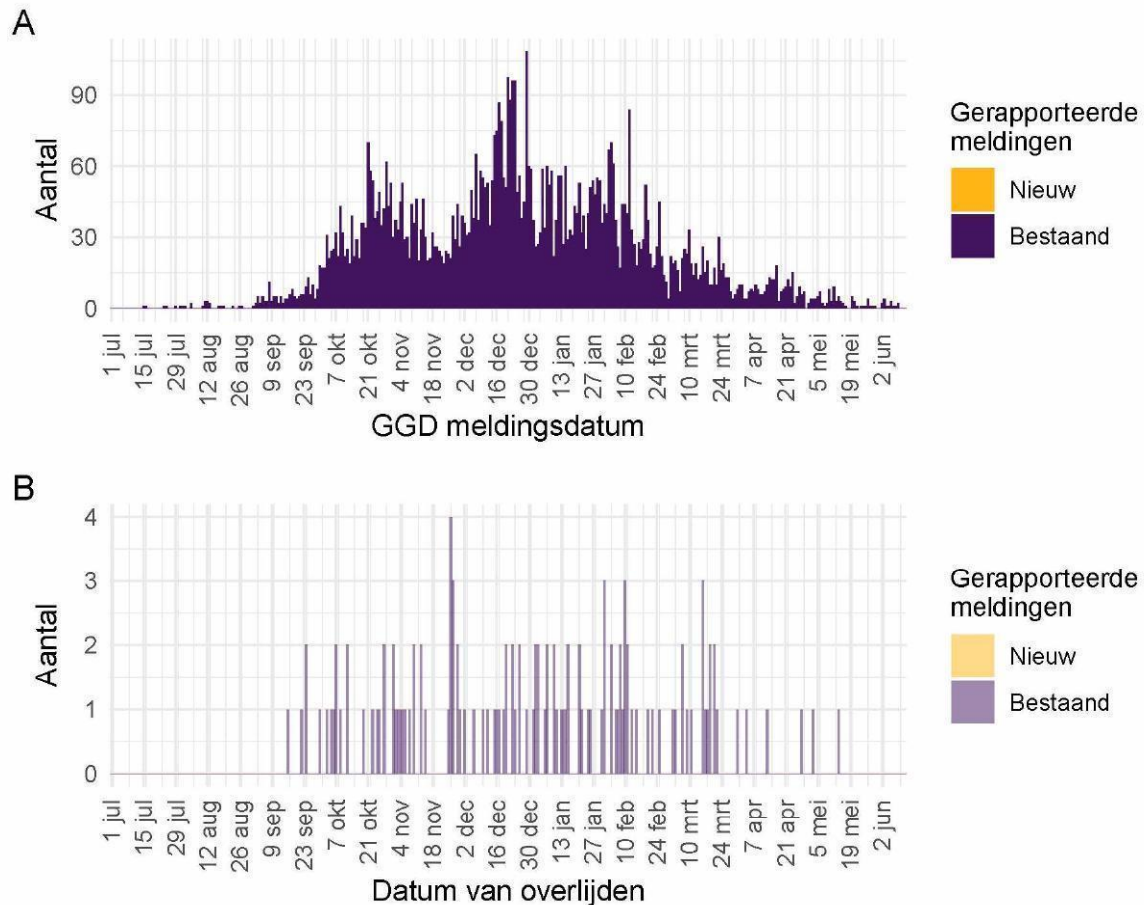 A
90
60
30
0
Aantal
1 jul
15 jul
29 jul
12 aug
26 aug
9 sep
23 sep
7 okt
21 okt
4 nov
18 nov
2 dec
16 dec
30 dec
13 jan
27 jan
10 feb
24 feb
10 mrt
24 mrt
7 apr
21 apr
5 mei
19 mei
2 jun
GGD meldingsdatum
Gerapporteerde
meldingen
Nieuw
Bestaand
B
4
3
2
1
0
Aantal
1 jul
15 jul
29 jul
12 aug
26 aug
9 sep
23 sep
7 okt
21 okt
4 nov
18 nov
2 dec
16 dec
30 dec
13 jan
27 jan
10 feb
24 feb
10 mrt
24 mrt
7 apr
21 apr
5 mei
19 mei
2 jun
Datum van overlijden
Gerapporteerde
meldingen
Nieuw
Bestaand